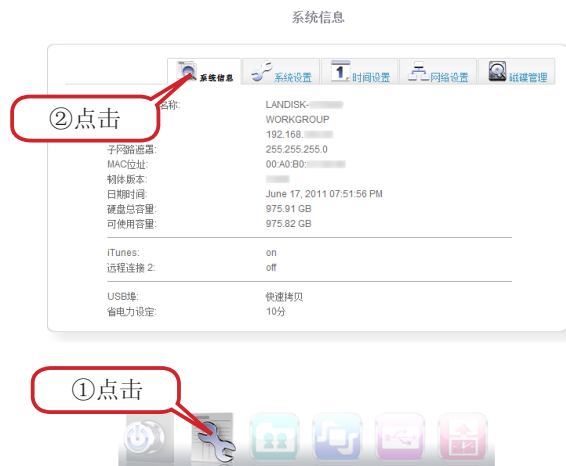 系统信息
系统信息 系统设置 1 时间设置 网络设置 磁碟管理
②点击
名称: LANDISK-
WORKGROUP
192.168.
子网路遮罩: 255.255.255.0
MAC位址: 00:A0:B0:
韧体版本:
日期时间: June 17, 2011 07:51:56 PM
硬盘总容量: 975.91 GB
可使用容量: 975.82 GB
iTunes: on
远程连接 2: off
USB埠: 快速拷贝
省电力设定: 10分
①点击